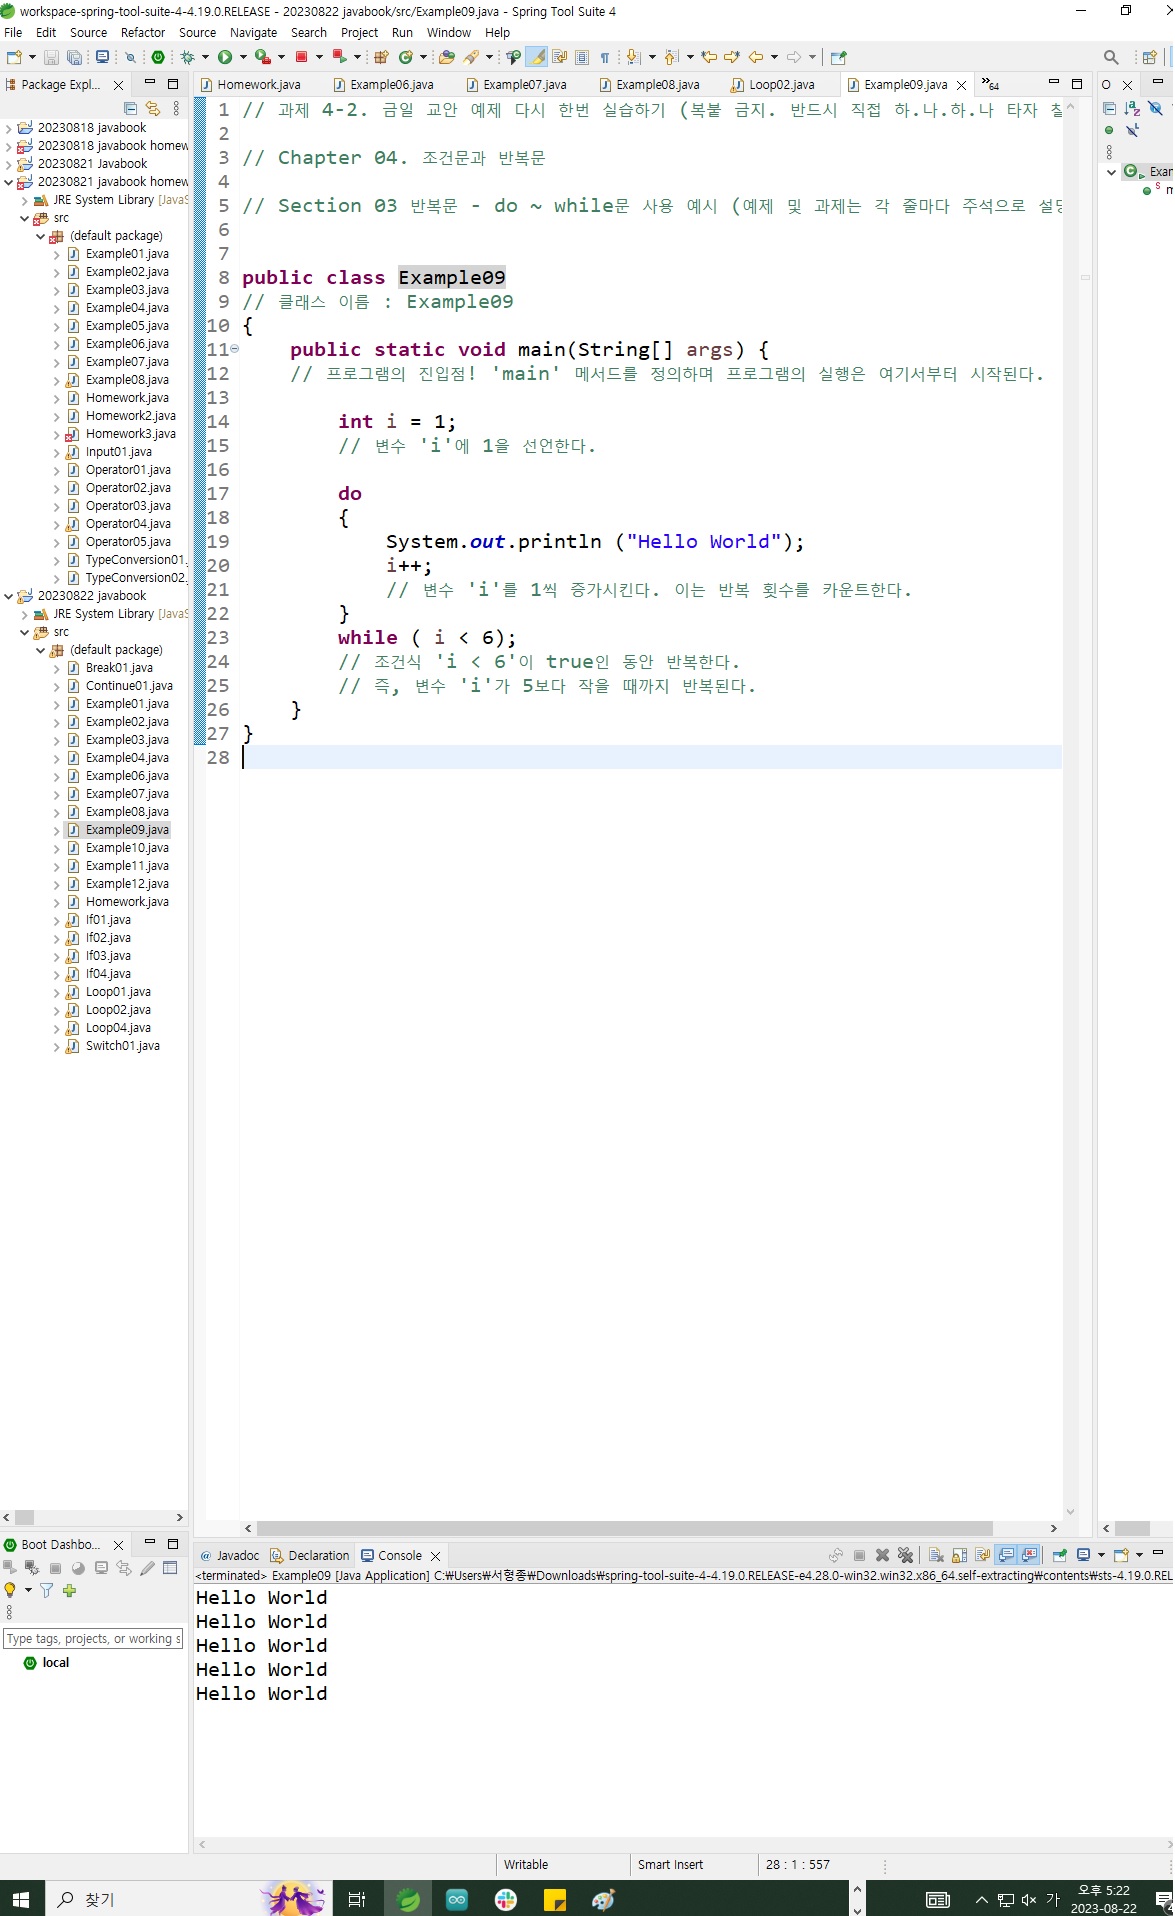 workspace-spring-tool-suite-4-4.19.0.RELEASE - 20230822 javabook/src/Example09.java - Spring Tool Suite 4
File Edit Source Refactor Source Navigate Search Project Run Window Help
Package Expl...
Homework.java Example06.java Example07.java Example08.java Loop02.java Example09.java »64
20230818 javabook
20230818 javabook homew
20230821 Javabook
20230821 javabook homew
JRE System Library [JavaS
src
(default package)
Example01.java
Example02.java
Example03.java
Example04.java
Example05.java
Example06.java
Example07.java
Example08.java
Homework.java
Homework2.java
Homework3.java
Input01.java
Operator01.java
Operator02.java
Operator03.java
Operator04.java
Operator05.java
TypeConversion01.
TypeConversion02.
20230822 javabook
JRE System Library [JavaS
src
(default package)
Break01.java
Continue01.java
Example01.java
Example02.java
Example03.java
Example04.java
Example06.java
Example07.java
Example08.java
Example09.java
Example10.java
Example11.java
Example12.java
Homework.java
If01.java
If02.java
If03.java
If04.java
Loop01.java
Loop02.java
Loop04.java
Switch01.java
1 // 과제 4-2. 금일 교안 예제 다시 한번 실습하기 (복붙 금지. 반드시 직접 하.나.하.나 타자 칠
2
3 // Chapter 04. 조건문과 반복문
4
5 // Section 03 반복문 - do ~ while문 사용 예시 (예제 및 과제는 각 줄마다 주석으로 설명
6
7
8 public class Example09
9 // 클래스 이름 : Example09
10 {
11 public static void main(String[] args) {
12 // 프로그램의 진입점! 'main' 메서드를 정의하며 프로그램의 실행은 여기서부터 시작된다.
13
14 int i = 1;
15 // 변수 'i'에 1을 선언한다.
16
17 do
18 {
19 System.out.println ("Hello World");
20 i++;
21 // 변수 'i'를 1씩 증가시킨다. 이는 반복 횟수를 카운트한다.
22 }
23 while ( i < 6);
24 // 조건식 'i < 6'이 true인 동안 반복한다.
25 // 즉, 변수 'i'가 5보다 작을 때까지 반복된다.
26 }
27 }
28
O
Exar
S m
Boot Dashbo...
Type tags, projects, or working s
local
@ Javadoc Declaration Console
<terminated> Example09 [Java Application] C:₩Users₩서형종₩Downloads₩spring-tool-suite-4-4.19.0.RELEASE-e4.28.0-win32.win32.x86_64.self-extracting₩contents₩sts-4.19.0.REL
Hello World
Hello World
Hello World
Hello World
Hello World
Writable Smart Insert 28 : 1 : 557
찾기
가
오후 5:22
2023-08-22